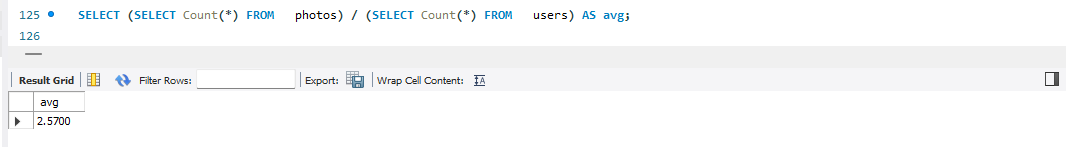 125 SELECT (SELECT Count(*) FROM photos) / (SELECT Count(*) FROM users) AS avg;
126
Result Grid Filter Rows: Export: Wrap Cell Content: IA
avg
2.5700